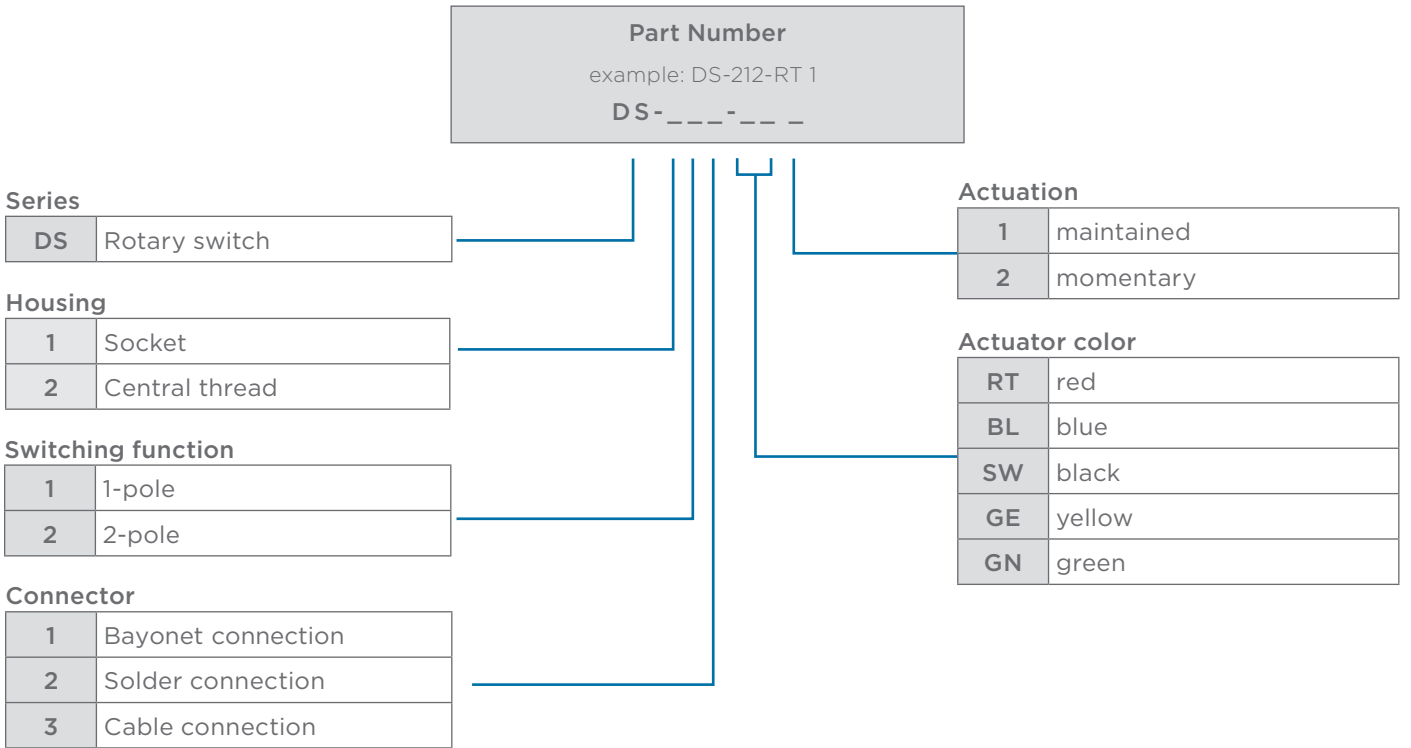 Part Number
example: DS-212-RT 1
DS-___-__ _
Series
DS Rotary switch
Housing
1 Socket
2 Central thread
Switching function
1 1-pole
2 2-pole
Connector
1 Bayonet connection
2 Solder connection
3 Cable connection
Actuation
1 maintained
2 momentary
Actuator color
RT red
BL blue
SW black
GE yellow
GN green